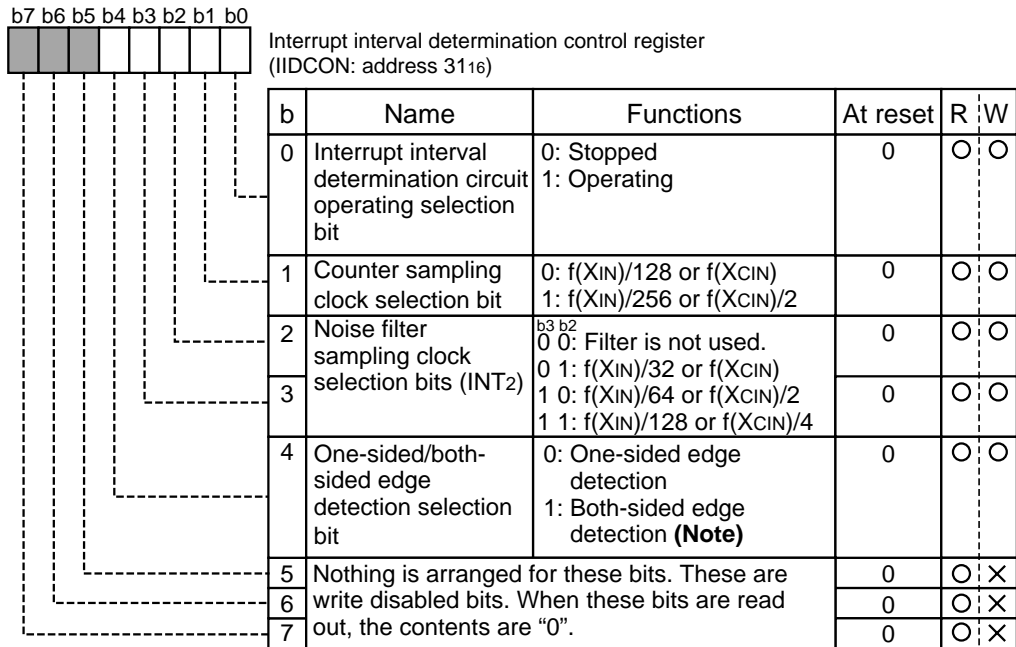 b7 b6 b5 b4 b3 b2 b1 b0
Interrupt interval determination control register
(IIDCON: address 3116)
b Name Functions At reset R W
0 Interrupt interval 0: Stopped 0 O O
determination circuit 1: Operating
operating selection
bit
1 Counter sampling 0: f(XIN)/128 or f(XCIN) 0 O O
clock selection bit 1: f(XIN)/256 or f(XCIN)/2
2 Noise filter b3 b2 0 O O
sampling clock 0 0: Filter is not used.
selection bits (INT2) 0 1: f(XIN)/32 or f(XCIN)
3 1 0: f(XIN)/64 or f(XCIN)/2 0 O O
1 1: f(XIN)/128 or f(XCIN)/4
4 One-sided/both- 0: One-sided edge 0 O O
sided edge detection
detection selection 1: Both-sided edge
bit detection (Note)
5 Nothing is arranged for these bits. These are 0 O ×
6 write disabled bits. When these bits are read 0 O ×
7 out, the contents are “0”. 0 O ×